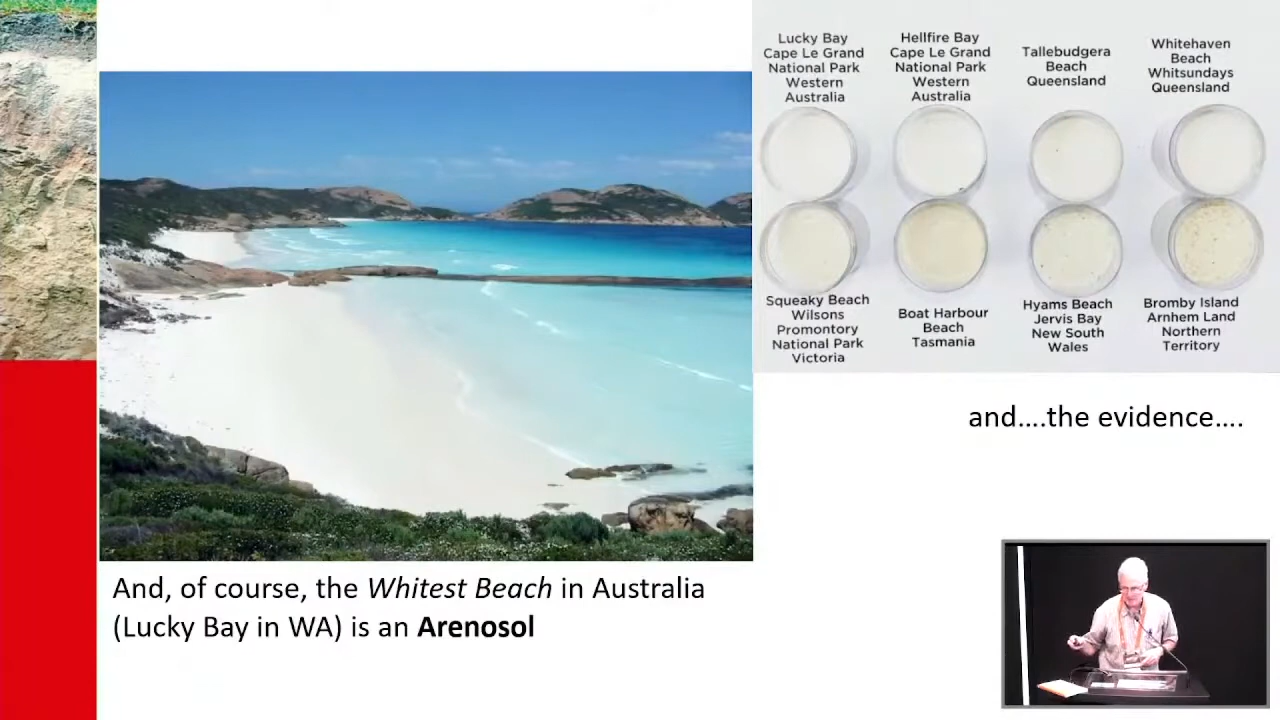 Lucky Bay
Cape Le Grand
National Park
Western
Australia
Hellfire Bay
Cape Le Grand
National Park
Western
Australia
Tallebudgera
Beach
Queensland
Whitehaven
Beach
Whitsundays
Queensland
Squeaky Beach
Wilsons
Promontory
National Park
Victoria
Boat Harbour
Beach
Tasmania
Hyams Beach
Jervis Bay
New South
Wales
Bromby Island
Arnhem Land
Northern
Territory
and....the evidence....
And, of course, the Whitest Beach in Australia
(Lucky Bay in WA) is an Arenosol